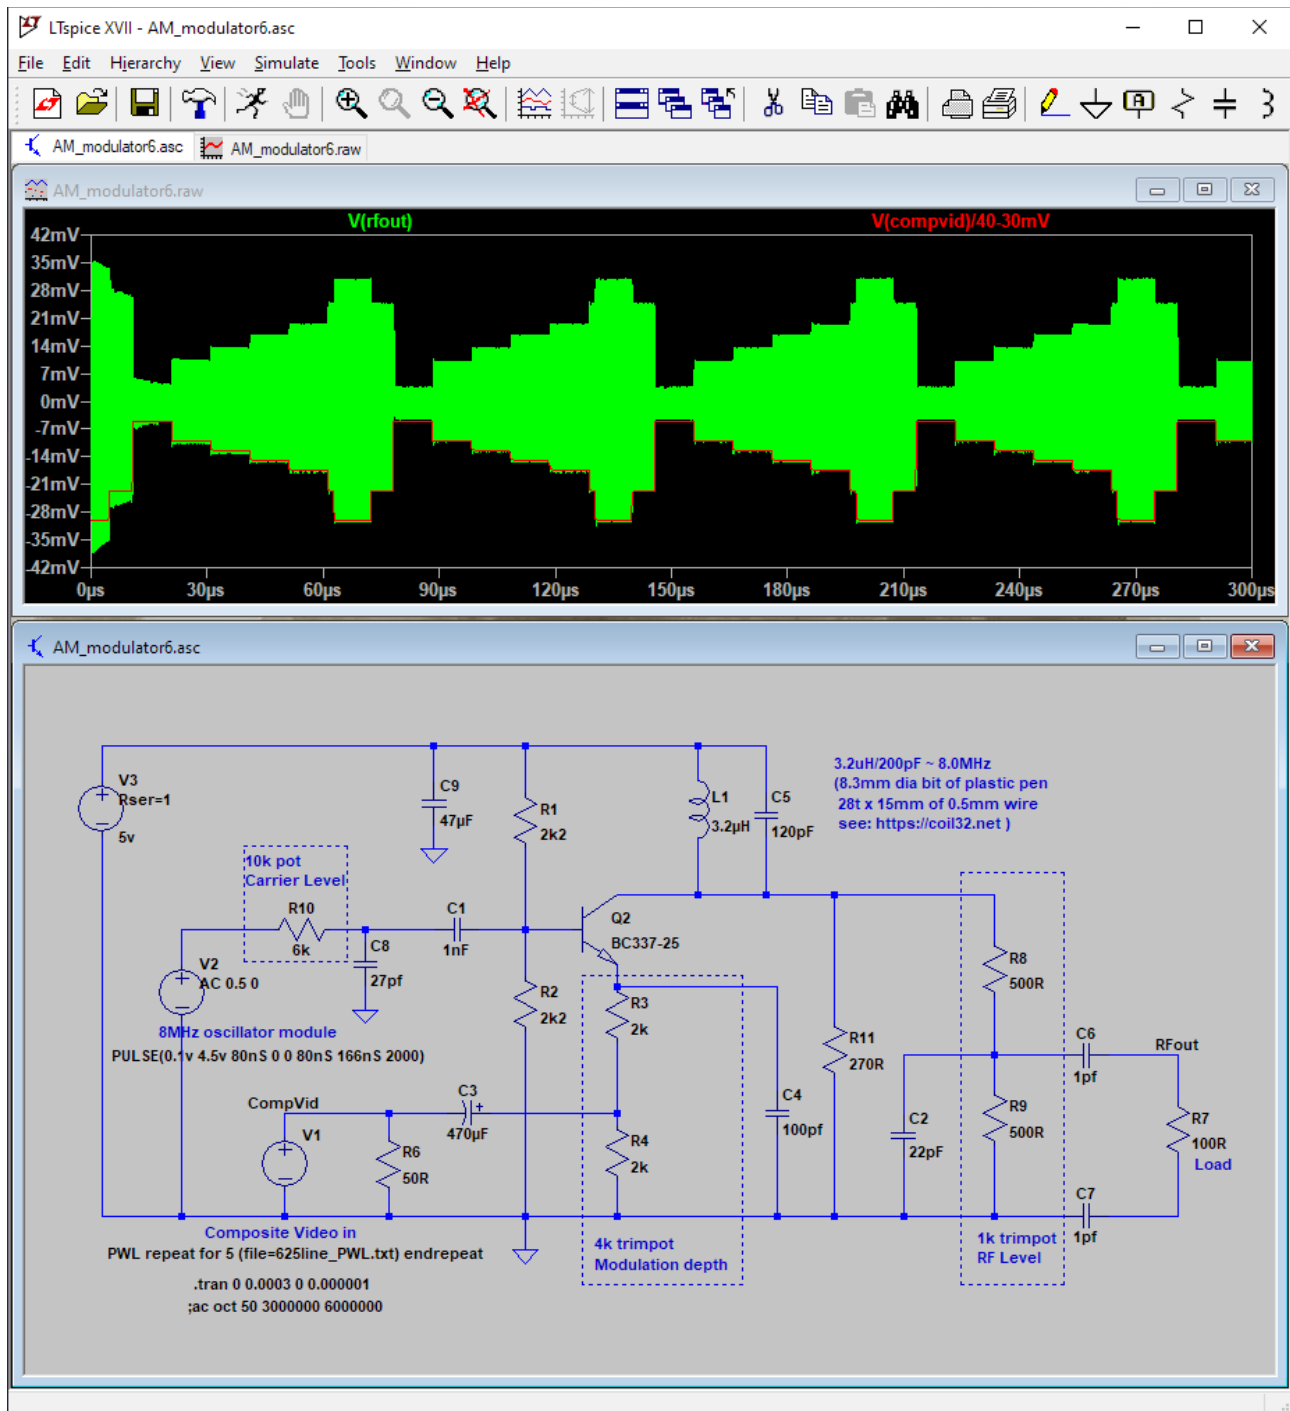 LTspice XVII - AM_modulator6.asc
File Edit Hierarchy View Simulate Tools Window Help
AM_modulator6.asc AM_modulator6.raw
AM_modulator6.raw
V(rfout) V(compvid)/40-30mV
42mV
35mV
28mV
21mV
14mV
7mV
0mV
-7mV
-14mV
-21mV
-28mV
-35mV
-42mV
0µs 30µs 60µs 90µs 120µs 150µs 180µs 210µs 240µs 270µs 300µs
AM_modulator6.asc
V3
Rser=1
5v
C9
47µF
R1
2k2
L1
3.2µH
C5
120pF
3.2uH/200pF ~ 8.0MHz
(8.3mm dia bit of plastic pen
28t x 15mm of 0.5mm wire
see: https://coil32.net )
10k pot
Carrier Level
R10
6k
C8
27pf
C1
1nF
Q2
BC337-25
V2
AC 0.5 0
8MHz oscillator module
PULSE(0.1v 4.5v 80nS 0 0 80nS 166nS 2000)
R2
2k2
R3
2k
R8
500R
R11
270R
C6
1pf
RFout
CompVid
V1
C3
+
470µF
R6
50R
R4
2k
C4
100pf
C2
22pF
R9
500R
R7
100R
Load
C7
1pf
Composite Video in
PWL repeat for 5 (file=625line_PWL.txt) endrepeat
.tran 0 0.0003 0 0.000001
;ac oct 50 3000000 6000000
4k trimpot
Modulation depth
1k trimpot
RF Level